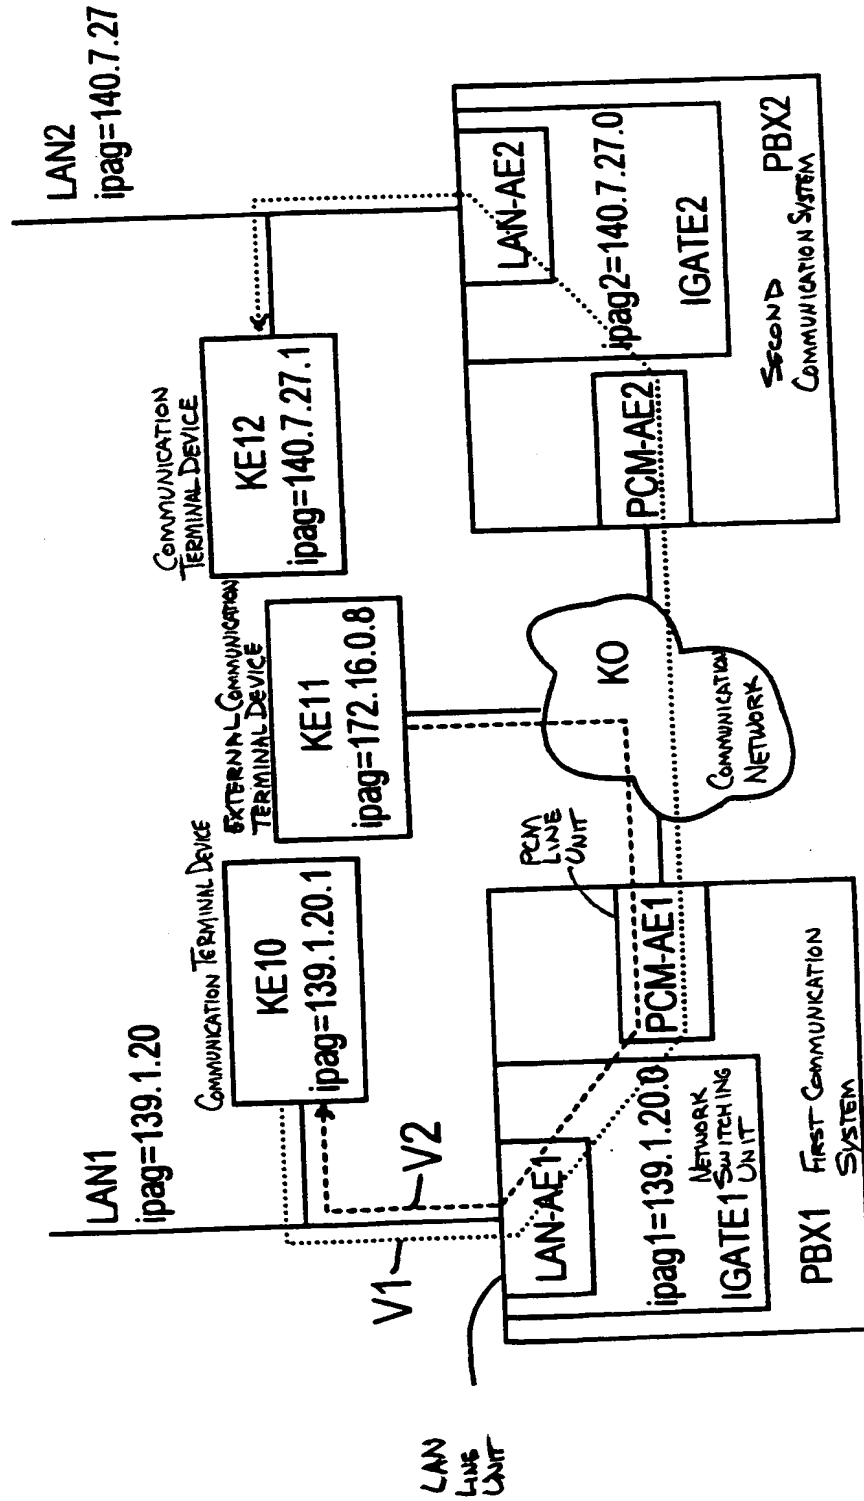 LAN1
ipag=139.1.20
COMMUNICATION TERMINAL DEVICE
KE10
ipag=139.1.20.1
EXTERNAL COMMUNICATION
TERMINAL DEVICE
KE11
ipag=172.16.0.8
COMMUNICATION
TERMINAL DEVICE
KE12
ipag=140.7.27.1
LAN2
ipag=140.7.27
V1
V2
LAN
LINE
UNIT
LAN-AE1
ipag1=139.1.20.0
NETWORK
SWITCHING
UNIT
IGATE1
PBX1
FIRST COMMUNICATION
SYSTEM
PCM
LINE
UNIT
PCM-AE1
KO
COMMUNICATION
NETWORK
PCM-AE2
LAN-AE2
ipag2=140.7.27.0
IGATE2
SECOND
COMMUNICATION SYSTEM
PBX2